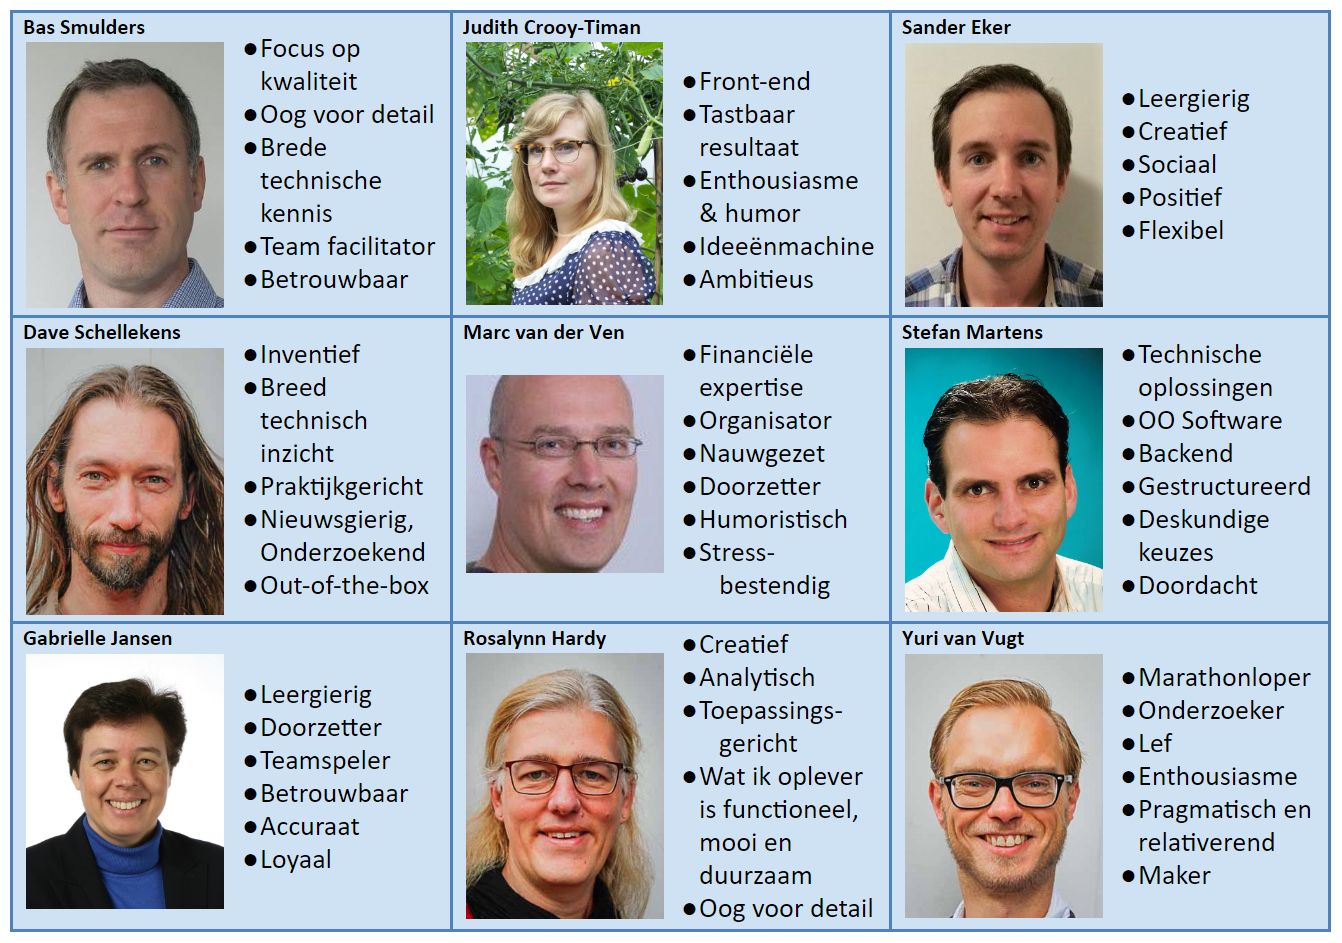 Bas Smulders
●Focus op
kwaliteit
●Oog voor detail
●Brede
technische
kennis
●Team facilitator
●Betrouwbaar
Judith Crooy-Timan
●Front-end
●Tastbaar
resultaat
●Enthousiasme
& humor
●Ideeënmachine
●Ambitieus
Sander Eker
●Leergierig
●Creatief
●Sociaal
●Positief
●Flexibel
Dave Schellekens
●Inventief
●Breed
technisch
inzicht
●Praktijkgericht
●Nieuwsgierig,
Onderzoekend
●Out-of-the-box
Marc van der Ven
●Financiële
expertise
●Organisator
●Nauwgezet
●Doorzetter
●Humoristisch
●Stress-
bestendig
Stefan Martens
●Technische
oplossingen
●OO Software
●Backend
●Gestructureerd
●Deskundige
keuzes
●Doordacht
Gabrielle Jansen
●Leergierig
●Doorzetter
●Teamspeler
●Betrouwbaar
●Accuraat
●Loyaal
Rosalynn Hardy
●Creatief
●Analytisch
●Toepassings-
gericht
●Wat ik oplever
is functioneel,
mooi en
duurzaam
●Oog voor detail
Yuri van Vugt
●Marathonloper
●Onderzoeker
●Lef
●Enthousiasme
●Pragmatisch en
relativerend
●Maker